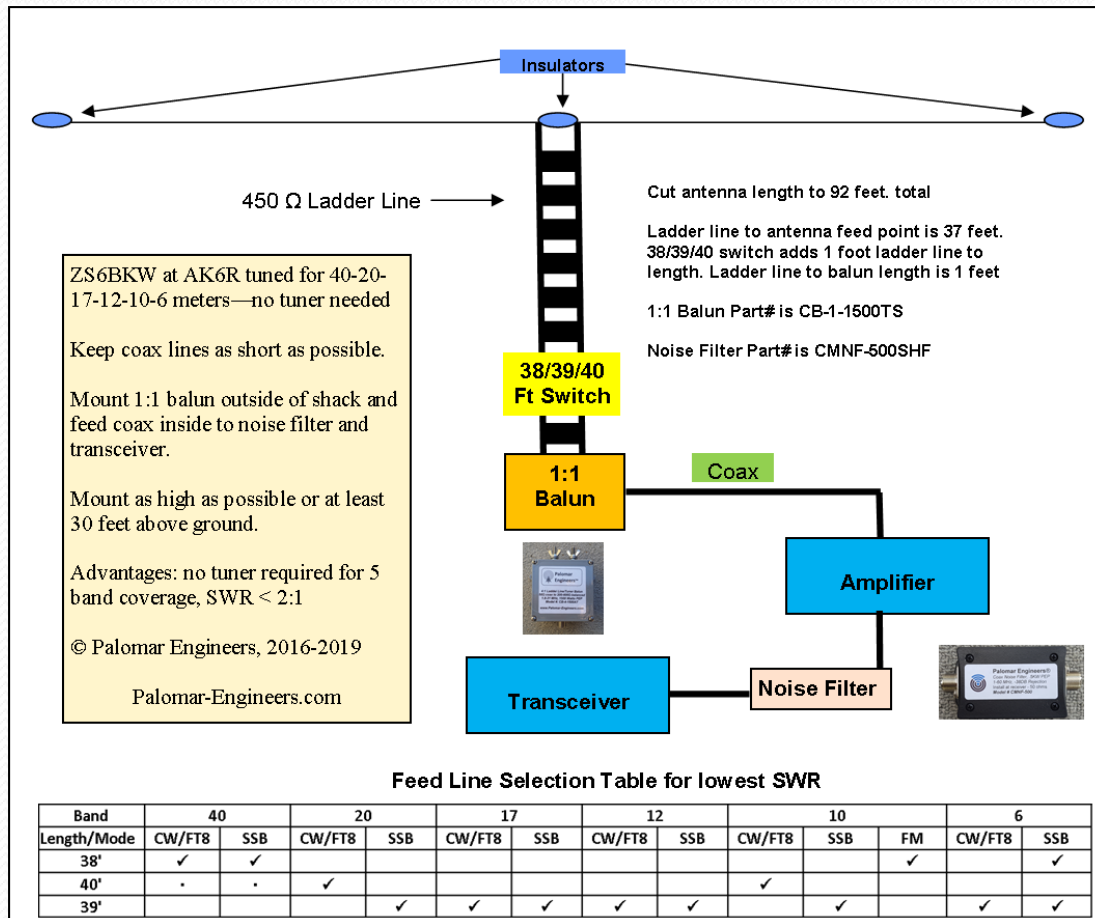 Insulators
450 Ω Ladder Line
Cut antenna length to 92 feet. total
Ladder line to antenna feed point is 37 feet.
38/39/40 switch adds 1 foot ladder line to
length. Ladder line to balun length is 1 feet
1:1 Balun Part# is CB-1-1500TS
Noise Filter Part# is CMNF-500SHF
ZS6BKW at AK6R tuned for 40-20-
17-12-10-6 meters—no tuner needed
Keep coax lines as short as possible.
Mount 1:1 balun outside of shack and
feed coax inside to noise filter and
transceiver.
Mount as high as possible or at least
30 feet above ground.
Advantages: no tuner required for 5
band coverage, SWR < 2:1
© Palomar Engineers, 2016-2019
Palomar-Engineers.com
38/39/40
Ft Switch
1:1
Balun
Coax
Amplifier
Palomar
Engineers®
Transceiver
Noise Filter
Palomar Engineers®
Model # CMNF-500
Feed Line Selection Table for lowest SWR
Band 40 20 17 12 10 6
Length/Mode CW/FT8 SSB CW/FT8 SSB CW/FT8 SSB CW/FT8 SSB CW/FT8 SSB FM CW/FT8 SSB
38' ✓ ✓ ✓ ✓
40' · · ✓ ✓
39' ✓ ✓ ✓ ✓ ✓ ✓ ✓ ✓